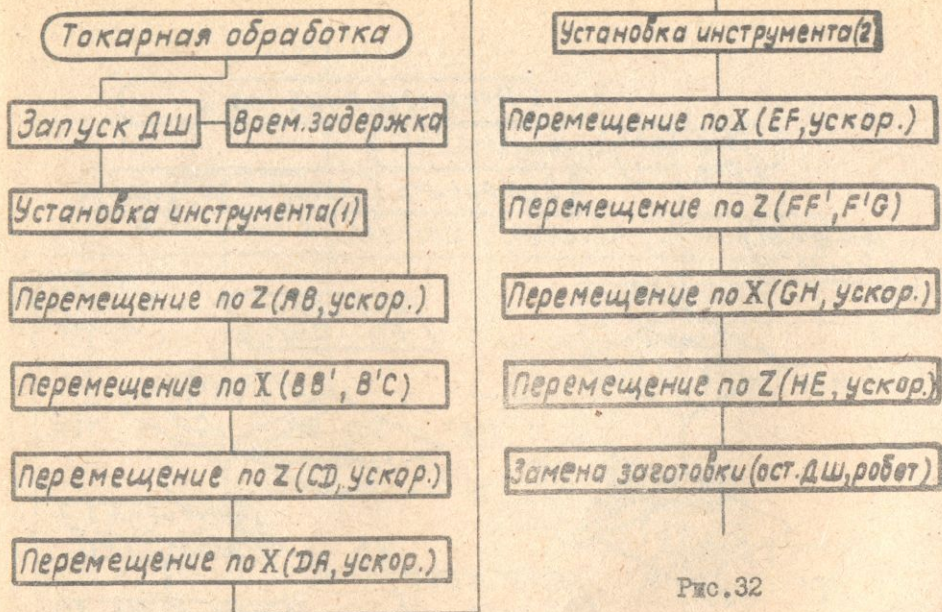 Токарная обработка
Запуск ДШ
Врем.задержка
Установка инструмента(1)
Перемещение по Z(AB,ускор.)
Перемещение по X(BB', B'C)
Перемещение по Z(CD,ускор.)
Перемещение по X(DA,ускор.)
Установка инструмента(2)
Перемещение по X(EF,ускор.)
Перемещение по Z(FF',F'G)
Перемещение по X(GH, ускор.)
Перемещение по Z(HE, ускор.)
Замена заготовки(ост.ДШ,робот)
Рис.32